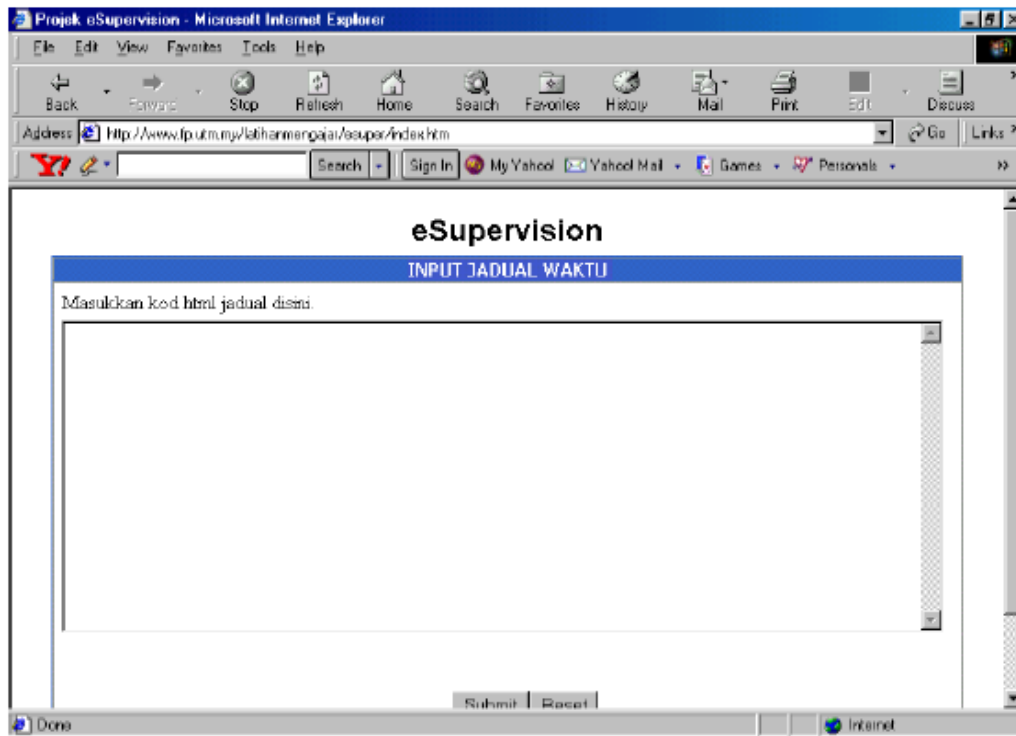 Projek eSupervision - Microsoft Internet Explorer
File Edit View Favorites Tools Help
Back Forward Stop Refresh Home Search Favorites History Mail Print Edit Discuss
Address http://www.fp.utm.my/latihanmengajar/esuper/index.htm Go Links
Y! Search Sign In My Yahoo! Yahoo! Mail Games Personals
eSupervision
INPUT JADUAL WAKTU
Masukkan kod html jadual disini.
Submit Reset
Done Internet